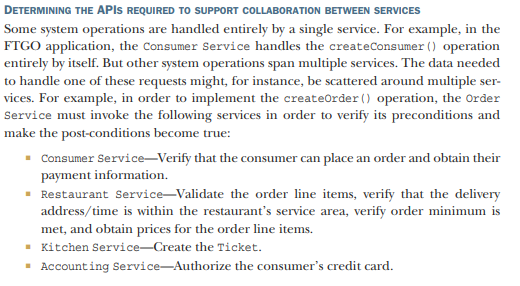 DETERMINING THE APIS REQUIRED TO SUPPORT COLLABORATION BETWEEN SERVICES
Some system operations are handled entirely by a single service. For example, in the
FTGO application, the Consumer Service handles the createConsumer() operation
entirely by itself. But other system operations span multiple services. The data needed
to handle one of these requests might, for instance, be scattered around multiple ser-
vices. For example, in order to implement the createOrder() operation, the Order
Service must invoke the following services in order to verify its preconditions and
make the post-conditions become true:
▪ Consumer Service—Verify that the consumer can place an order and obtain their
payment information.
▪ Restaurant Service—Validate the order line items, verify that the delivery
address/time is within the restaurant's service area, verify order minimum is
met, and obtain prices for the order line items.
▪ Kitchen Service—Create the Ticket.
▪ Accounting Service—Authorize the consumer's credit card.